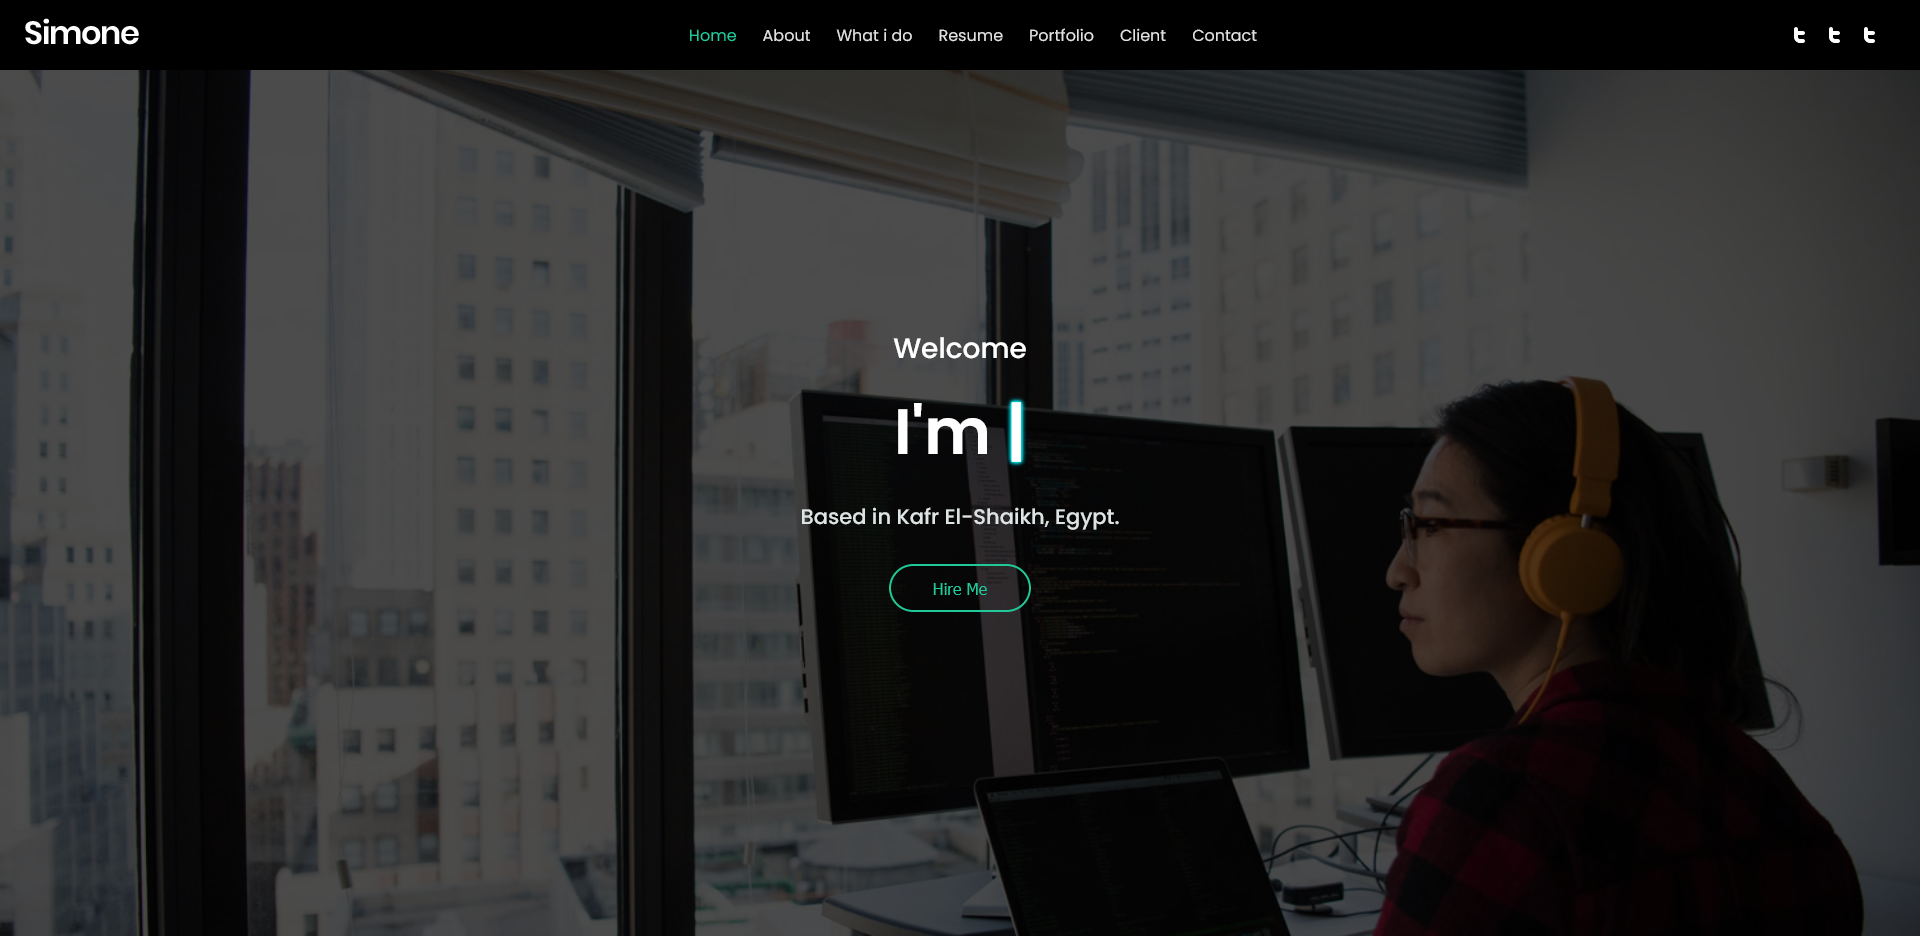 Simone
Home About What i do Resume Portfolio Client Contact
Welcome
I'm
Based in Kafr El-Shaikh, Egypt.
Hire Me